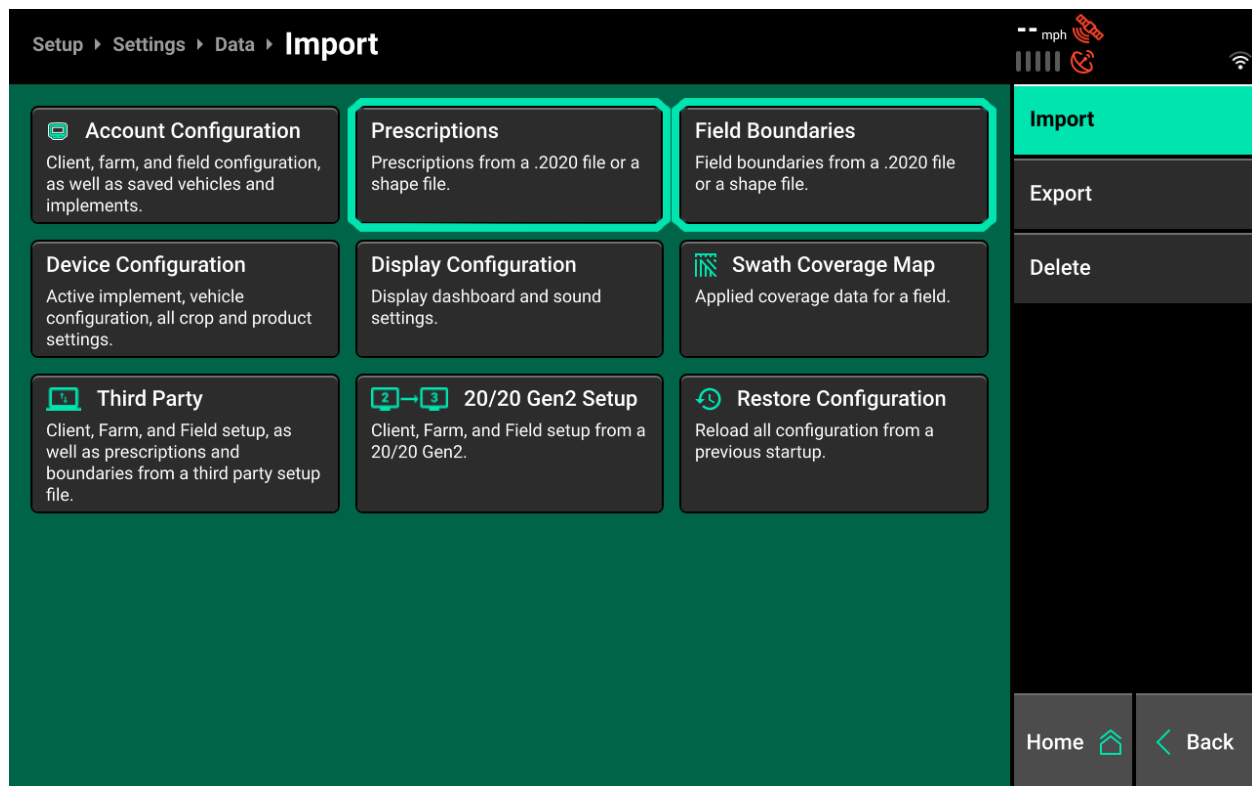 Setup Settings Data Import
-- mph
Account Configuration
Client, farm, and field configuration,
as well as saved vehicles and
implements.
Prescriptions
Prescriptions from a .2020 file or a
shape file.
Field Boundaries
Field boundaries from a .2020 file
or a shape file.
Device Configuration
Active implement, vehicle
configuration, all crop and product
settings.
Display Configuration
Display dashboard and sound
settings.
Swath Coverage Map
Applied coverage data for a field.
Third Party
Client, Farm, and Field setup, as
well as prescriptions and
boundaries from a third party setup
file.
2 3 20/20 Gen2 Setup
Client, Farm, and Field setup from a
20/20 Gen2.
Restore Configuration
Reload all configuration from a
previous startup.
Import
Export
Delete
Home
Back